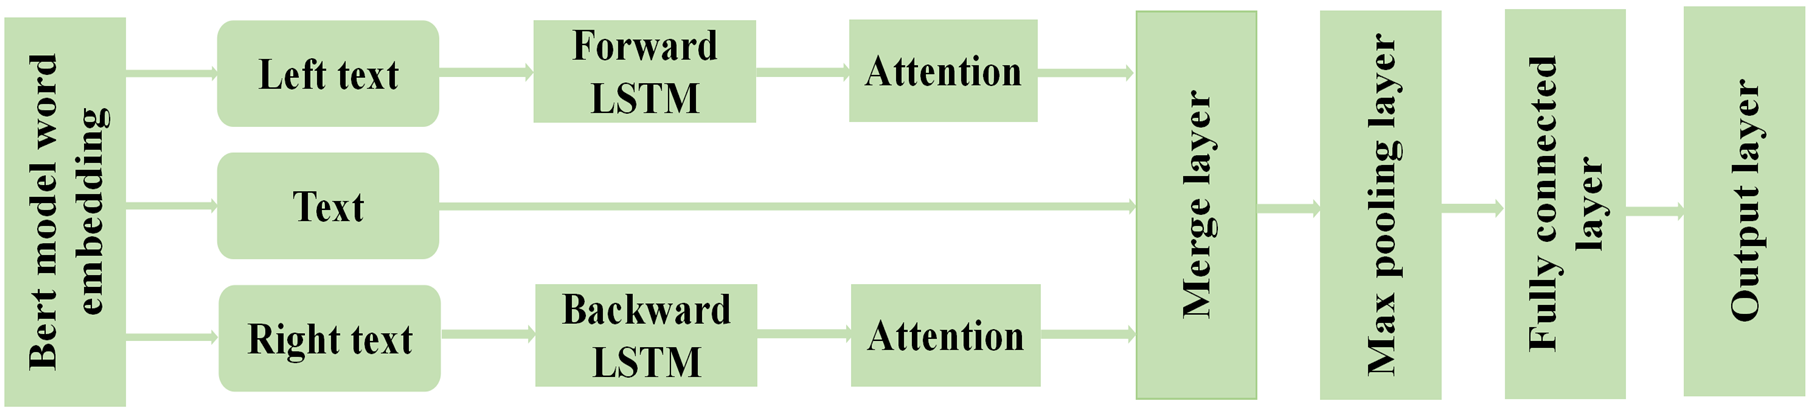 Bert model word
embedding
Left text
Forward
LSTM
Attention
Text
Right text
Backward
LSTM
Attention
Merge layer
Max pooling layer
Fully connected
layer
Output layer